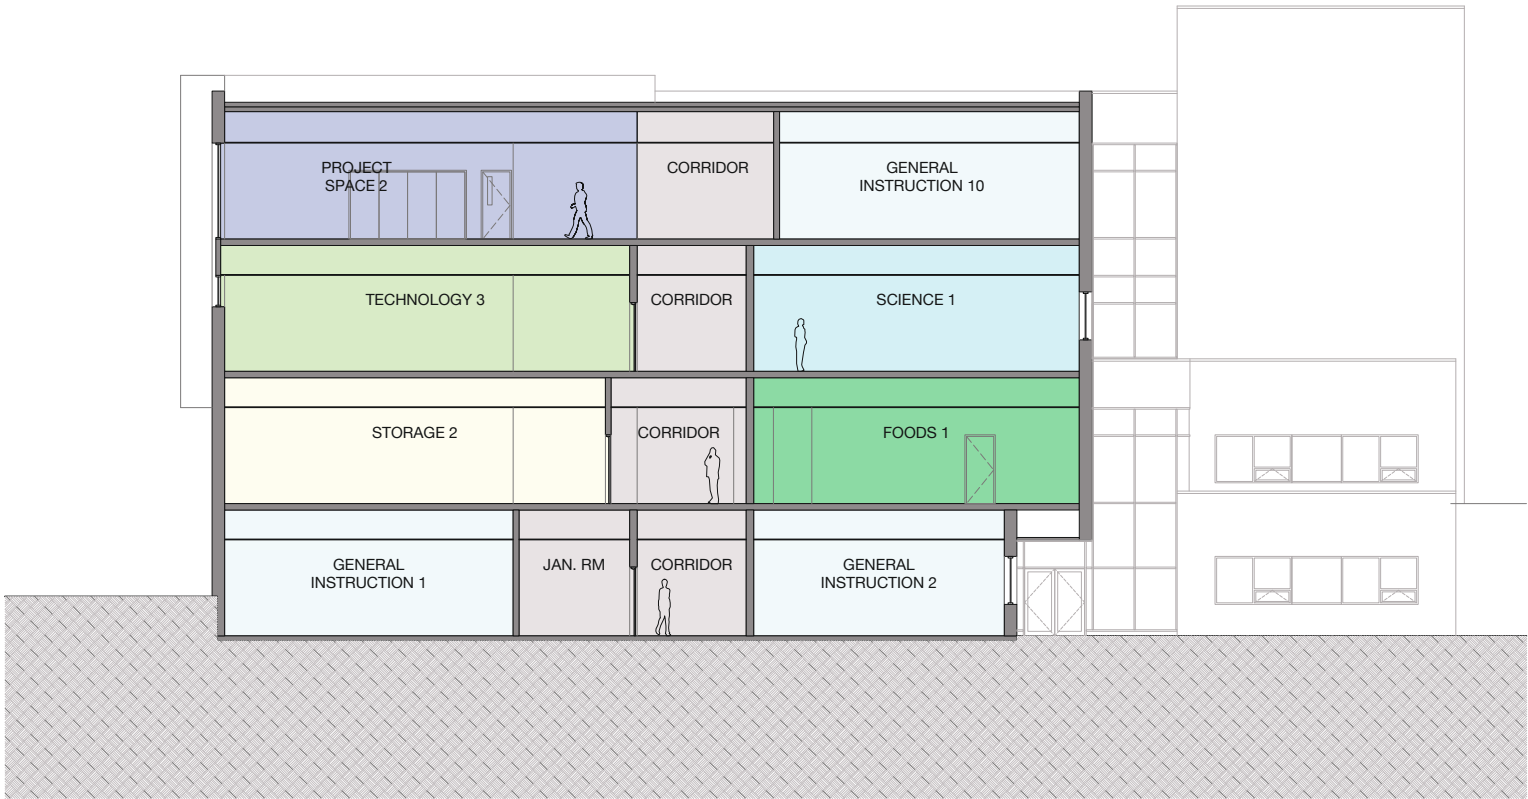 PROJECT
SPACE 2
CORRIDOR
GENERAL
INSTRUCTION 10
TECHNOLOGY 3
CORRIDOR
SCIENCE 1
STORAGE 2
CORRIDOR
FOODS 1
GENERAL
INSTRUCTION 1
JAN. RM
CORRIDOR
GENERAL
INSTRUCTION 2